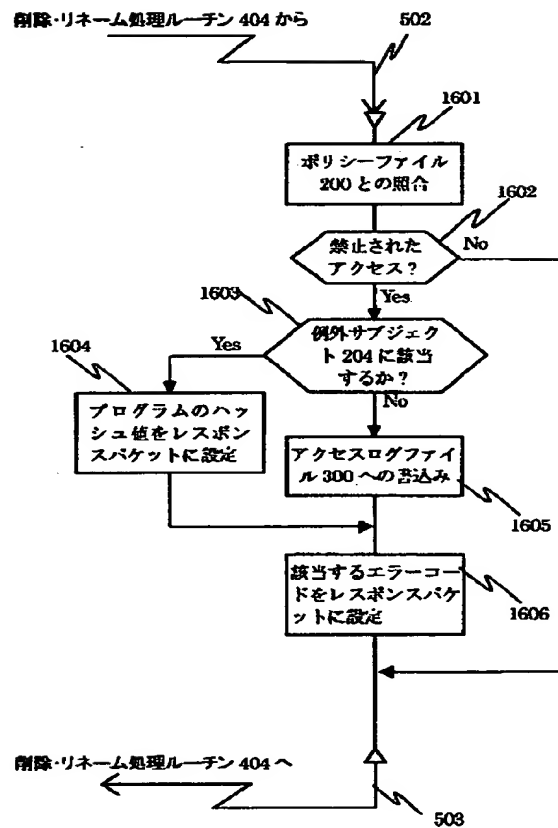 削除・リネーム処理ルーチン 404 から
502
1601
ポリシーファイル
200 との照合
1602
禁止された
アクセス？
No
Yes
1603
例外サブジェク
ト 204 に該当
するか？
Yes
1604
No
プログラムのハッ
シュ値をレスポン
スパケットに設定
アクセスログファイ
ル 300 への書込み
1605
該当するエラーコー
ドをレスポンスパケ
ットに設定
1606
削除・リネーム処理ルーチン 404 へ
503